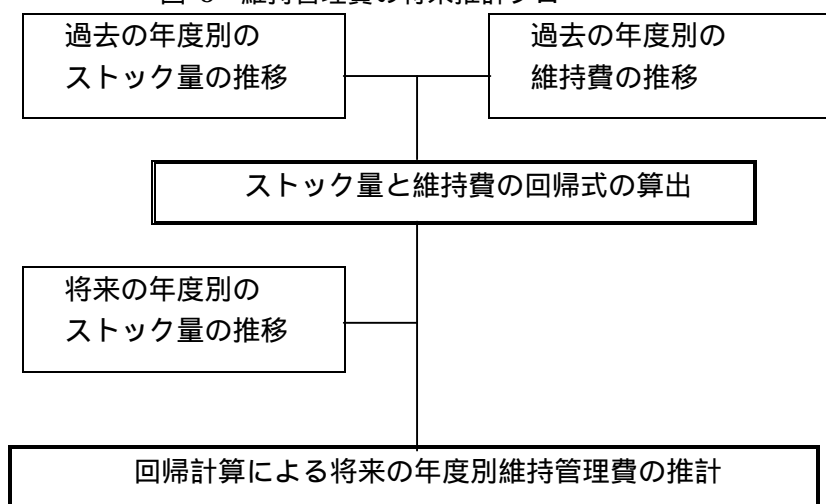 過去の年度別の
ストック量の推移
過去の年度別の
維持費の推移
ストック量と維持費の回帰式の算出
将来の年度別の
ストック量の推移
回帰計算による将来の年度別維持管理費の推計